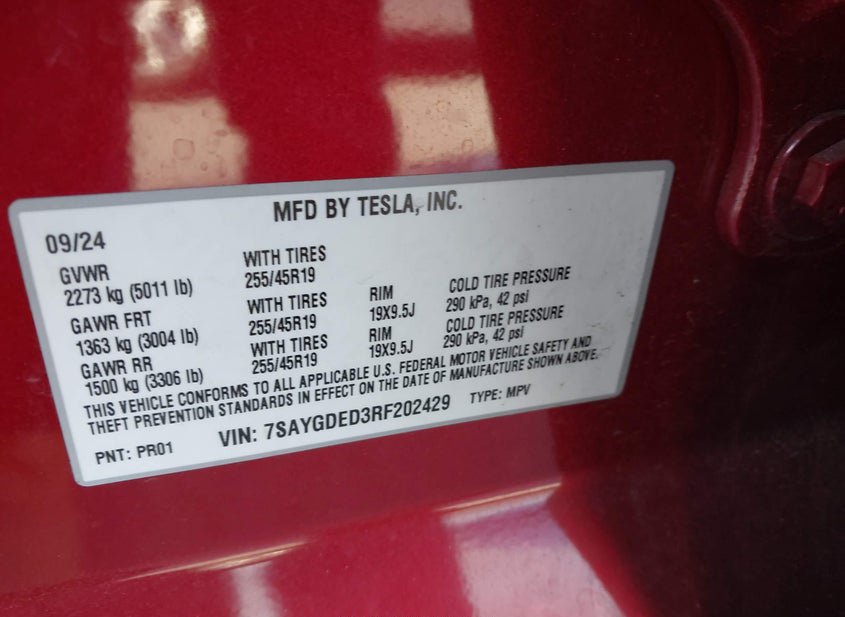 MFD BY TESLA, INC.
09/24
GVWR WITH TIRES
2273 kg (5011 lb) 255/45R19
GAWR FRT WITH TIRES RIM COLD TIRE PRESSURE
1363 kg (3004 lb) 255/45R19 19X9.5J 290 kPa, 42 psi
GAWR RR WITH TIRES RIM COLD TIRE PRESSURE
1500 kg (3306 lb) 255/45R19 19X9.5J 290 kPa, 42 psi
THIS VEHICLE CONFORMS TO ALL APPLICABLE U.S. FEDERAL MOTOR VEHICLE SAFETY AND
THEFT PREVENTION STANDARDS IN EFFECT ON THE DATE OF MANUFACTURE SHOWN ABOVE.
PNT: PR01 VIN: 7SAYGDED3RF202429 TYPE: MPV